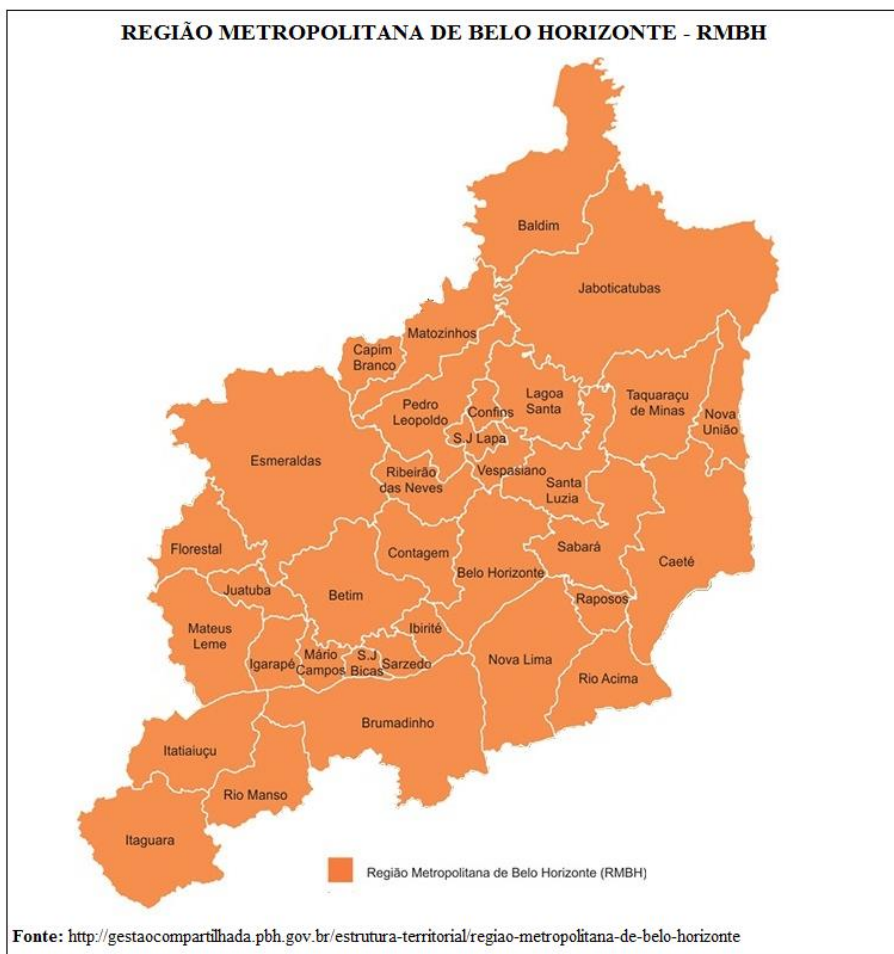 REGIÃO METROPOLITANA DE BELO HORIZONTE - RMBH
Baldim
Jaboticatubas
Matozinhos
Capim
Branco
Lagoa
Santa
Taquaraçu
de Minas
Pedro
Leopoldo
Confins
Nova
União
S.J Lapa
Esmeraldas
Ribeirão
das Neves
Vespasiano
Santa
Luzia
Florestal
Contagem
Sabará
Caeté
Belo Horizonte
Juatuba
Betim
Raposos
Mateus
Leme
Ibirité
Igarapé
Mário
Campos
S.J
Bicas
Sarzedo
Nova Lima
Rio Acima
Brumadinho
Itatiaiuçu
Rio Manso
Itaguara
Região Metropolitana de Belo Horizonte (RMBH)
Fonte: http://gestaocompartilhada.pbh.gov.br/estrutura-territorial/regiao-metropolitana-de-belo-horizonte